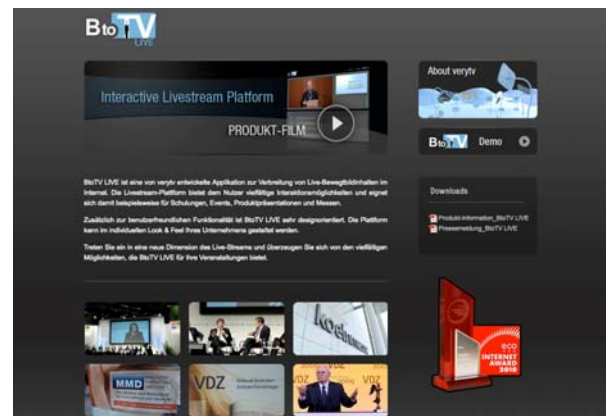 B to TV
LIVE
Interactive Livestream Platform
PRODUKT-FILM
About verytv
B to TV Demo
BtoTV LIVE ist eine von verytv entwickelte Applikation zur Verbreitung von Live-Bewegtbildinhalten im
Internet. Die Livestream-Plattform bietet dem Nutzer vielfältige Interaktionsmöglichkeiten und eignet
sich damit beispielsweise für Schulungen, Events, Produktpräsentationen und Messen.
Zusätzlich zur benutzerfreundlichen Funktionalität ist BtoTV LIVE sehr designorientiert. Die Plattform
kann im individuellen Look & Feel Ihres Unternehmens gestaltet werden.
Treten Sie ein in eine neue Dimension des Live-Streams und überzeugen Sie sich von den vielfältigen
Möglichkeiten, die BtoTV LIVE für Ihre Veranstaltungen bietet.
Downloads
Produkt-Information_BtoTV LIVE
Pressemeldung_BtoTV LIVE
MMD
VDZ
VDZ
eco
INTERNET
AWARD
2010